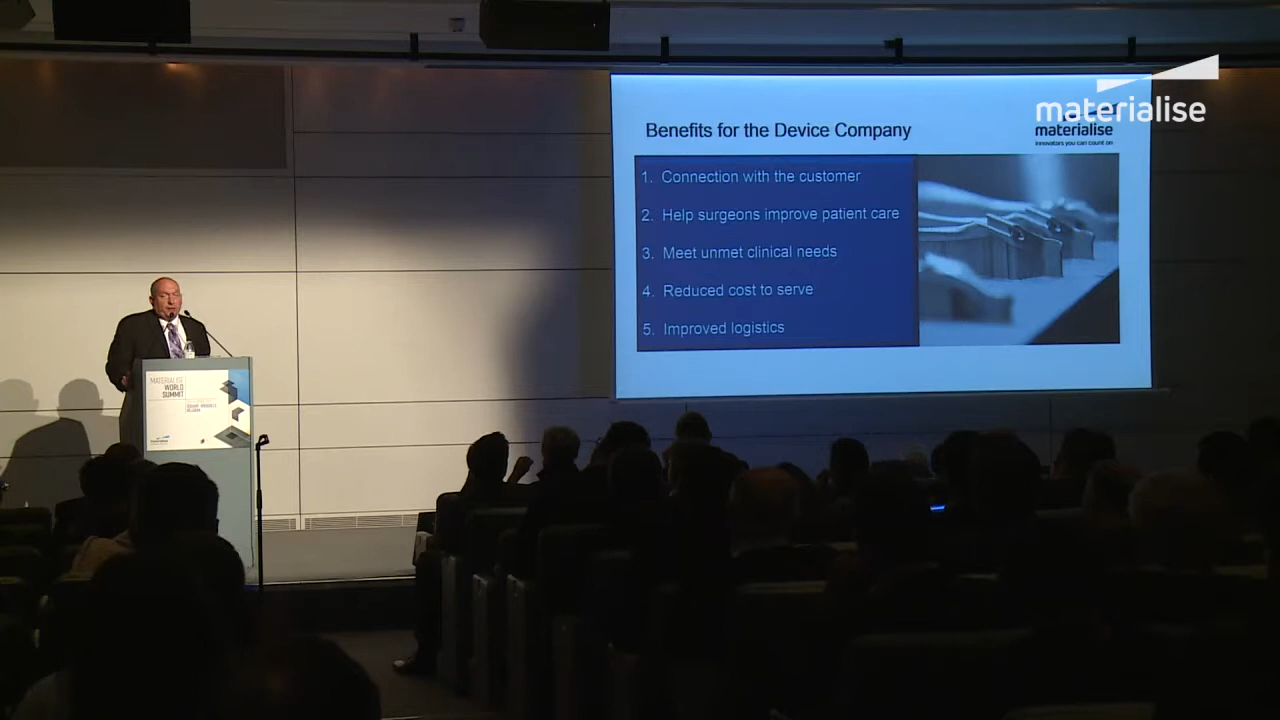 materialise
Benefits for the Device Company
materialise
innovators you can count on
1. Connection with the customer
2. Help surgeons improve patient care
3. Meet unmet clinical needs
4. Reduced cost to serve
5. Improved logistics
MATERIALISE
WORLD
SUMMIT
materialise